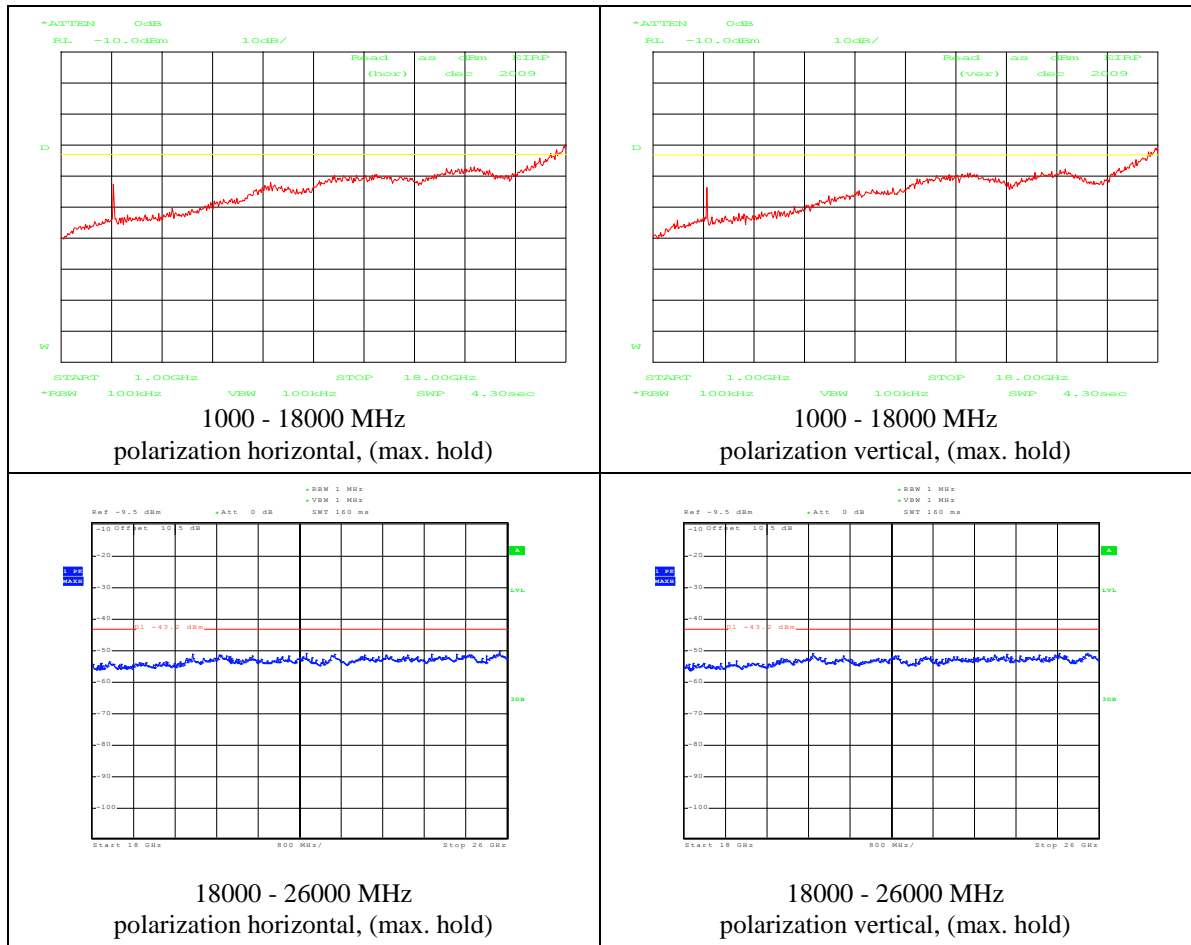 *ATTEN 0dB
RL -10.0dBm 10dB/
Read as dBm EIRP
(hor) dec 2009
D
W
START 1.00GHz STOP 18.00GHz
*RBW 100kHz VBW 100kHz SWP 4.30sec
1000 - 18000 MHz
polarization horizontal, (max. hold)
*ATTEN 0dB
RL -10.0dBm 10dB/
Read as dBm EIRP
(ver) dec 2009
D
W
START 1.00GHz STOP 18.00GHz
*RBW 100kHz VBW 100kHz SWP 4.30sec
1000 - 18000 MHz
polarization vertical, (max. hold)
RBW 1 MHz
VBW 1 MHz
Ref -9.5 dBm Att 0 dB SWT 160 ms
-10 Offset 10.5 dB
A
-20
1 PK
MAXH
-30
LVL
-40
D1 -43.2 dBm
-50
-60
3DB
-70
-80
-90
-100
Start 18 GHz 800 MHz/ Stop 26 GHz
18000 - 26000 MHz
polarization horizontal, (max. hold)
RBW 1 MHz
VBW 1 MHz
Ref -9.5 dBm Att 0 dB SWT 160 ms
-10 Offset 10.5 dB
A
-20
1 PK
MAXH
-30
LVL
-40
D1 -43.2 dBm
-50
-60
3DB
-70
-80
-90
-100
Start 18 GHz 800 MHz/ Stop 26 GHz
18000 - 26000 MHz
polarization vertical, (max. hold)